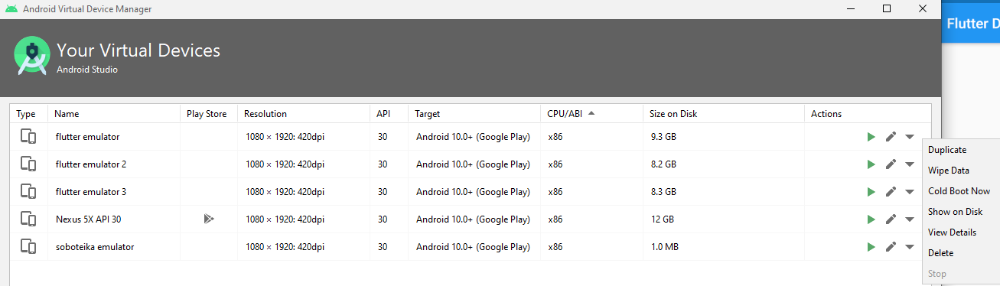 Android Virtual Device Manager
Flutter D
Your Virtual Devices
Android Studio
Type Name Play Store Resolution API Target CPU/ABI Size on Disk Actions
flutter emulator 1080 × 1920: 420dpi 30 Android 10.0+ (Google Play) x86 9.3 GB
flutter emulator 2 1080 × 1920: 420dpi 30 Android 10.0+ (Google Play) x86 8.2 GB
flutter emulator 3 1080 × 1920: 420dpi 30 Android 10.0+ (Google Play) x86 8.3 GB
Nexus 5X API 30 1080 × 1920: 420dpi 30 Android 10.0+ (Google Play) x86 12 GB
soboteika emulator 1080 × 1920: 420dpi 30 Android 10.0+ (Google Play) x86 1.0 MB
Duplicate
Wipe Data
Cold Boot Now
Show on Disk
View Details
Delete
Stop